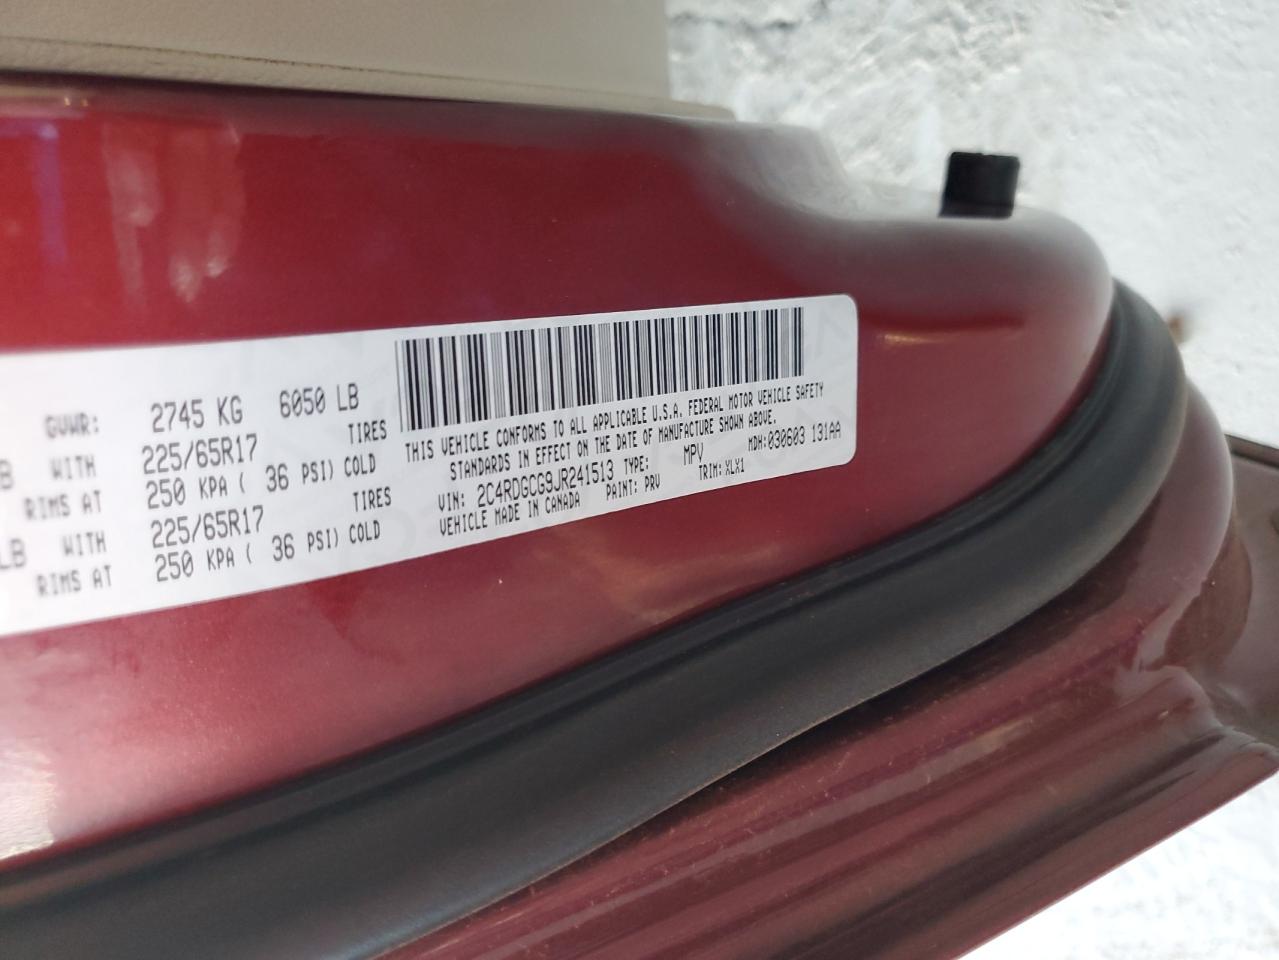 GVWR: 2745 KG 6050 LB
WITH 225/65R17 TIRES
RIMS AT 250 KPA ( 36 PSI) COLD
LB WITH 225/65R17 TIRES
RIMS AT 250 KPA ( 36 PSI) COLD
THIS VEHICLE CONFORMS TO ALL APPLICABLE U.S.A. FEDERAL MOTOR VEHICLE SAFETY
STANDARDS IN EFFECT ON THE DATE OF MANUFACTURE SHOWN ABOVE.
VIN: 2C4RDGCG9JR241513 TYPE: MPV MDH:030603 131AA
VEHICLE MADE IN CANADA PAINT: PRV TRIM: XLX1